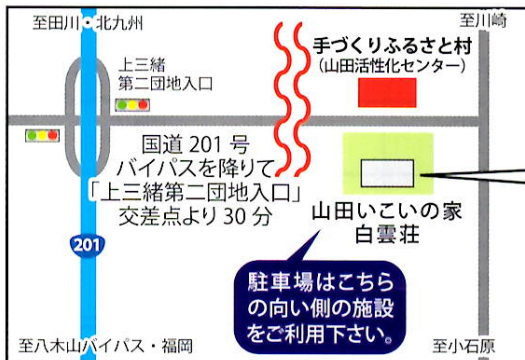 至田川・北九州
至川崎
上三緒
第二団地入口
手づくりふるさと村
(山田活性化センター)
国道201号
バイパスを降りて
「上三緒第二団地入口」
交差点より30分
山田いこいの家
白雲荘
201
駐車場はこちら
の向い側の施設
をご利用下さい。
至八木山バイパス・福岡
至小石原